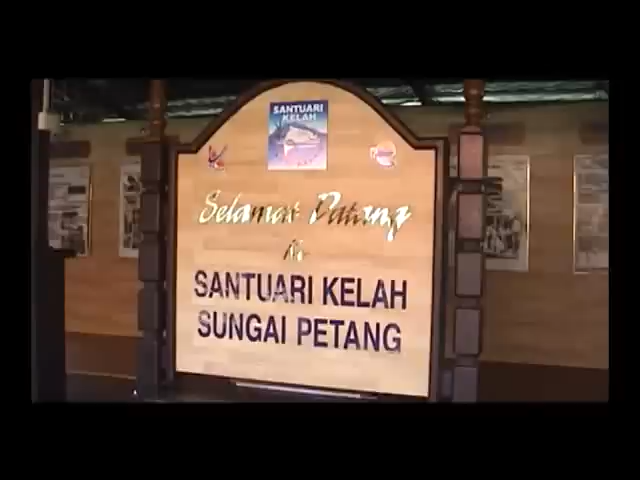 SANTUARI
KELAH
Selamat Datang
ke
SANTUARI KELAH
SUNGAI PETANG